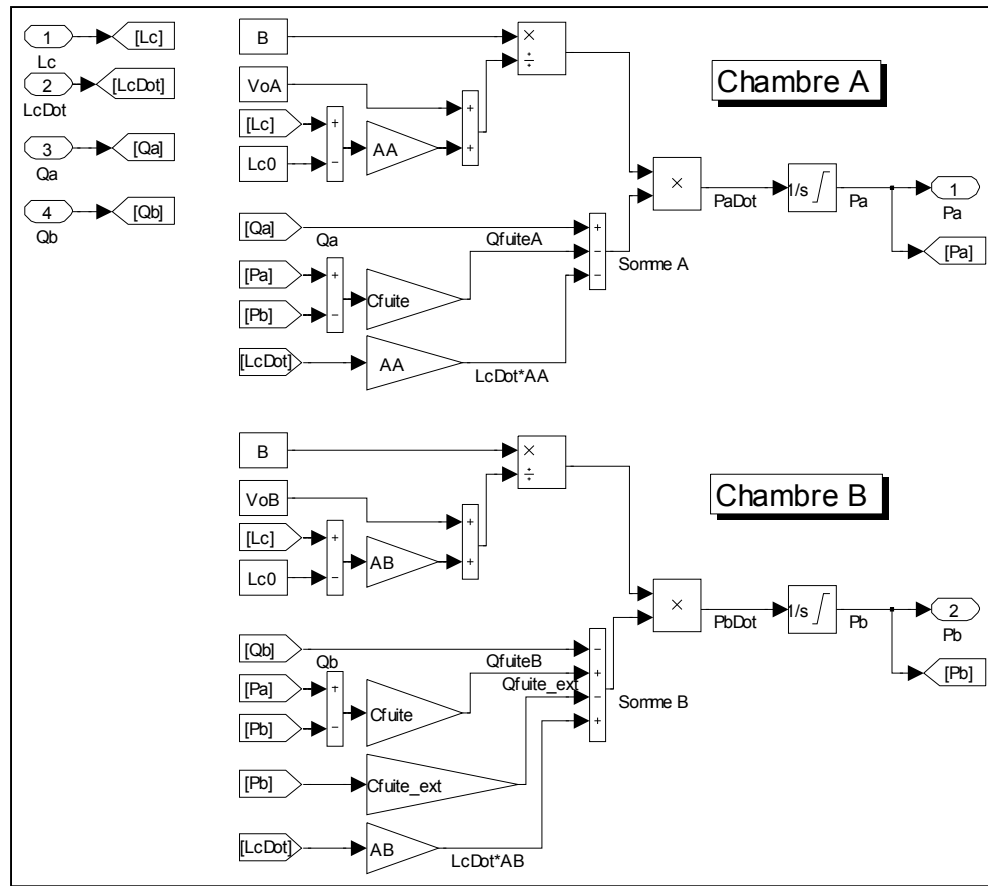 1
[Lc]
Lc
2
[LcDot]
LcDot
3
[Qa]
Qa
4
[Qb]
Qb
B
×
÷
VoA
[Lc]
+
−
Lc0
AA
+
+
Chambre A
×
PaDot
1/s
Pa
1
Pa
[Pa]
[Qa]
Qa
QfuiteA
+
−
−
Somme A
[Pa]
+
[Pb]
−
Cfuite
[LcDot]
AA
LcDot*AA
B
×
÷
VoB
[Lc]
+
−
Lc0
AB
+
+
Chambre B
×
PbDot
1/s
Pb
2
Pb
[Pb]
[Qb]
Qb
QfuiteB
Qfuite_ext
−
+
−
+
Somme B
[Pa]
+
[Pb]
−
Cfuite
[Pb]
Cfuite_ext
[LcDot]
AB
LcDot*AB